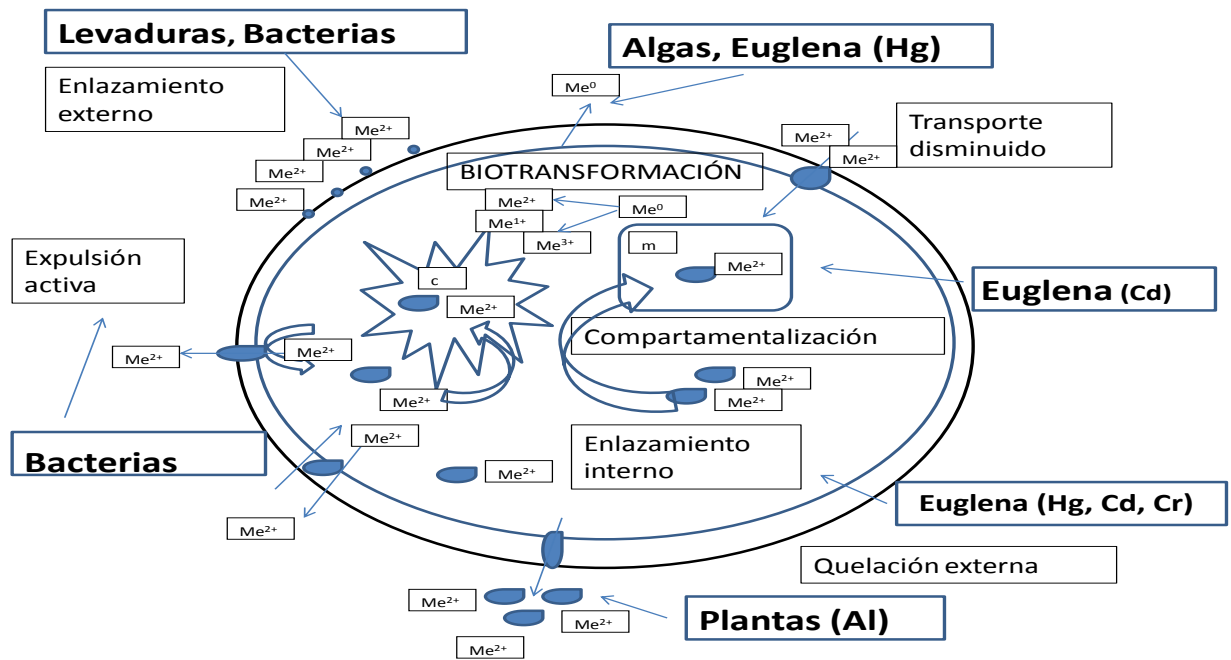 Levaduras, Bacterias
Algas, Euglena (Hg)
Enlazamiento
externo
Me⁰
Me²⁺
Me²⁺
Me²⁺
Me²⁺
Me²⁺
Me²⁺
Transporte
disminuido
BIOTRANSFORMACIÓN
Me²⁺
Me⁰
Me¹⁺
Me³⁺
m
Me²⁺
c
Me²⁺
Expulsión
activa
Euglena (Cd)
Compartamentalización
Me²⁺
Me²⁺
Me²⁺
Me²⁺
Me²⁺
Me²⁺
Bacterias
Enlazamiento
interno
Me²⁺
Me²⁺
Euglena (Hg, Cd, Cr)
Quelación externa
Me²⁺
Me²⁺
Me²⁺
Plantas (Al)